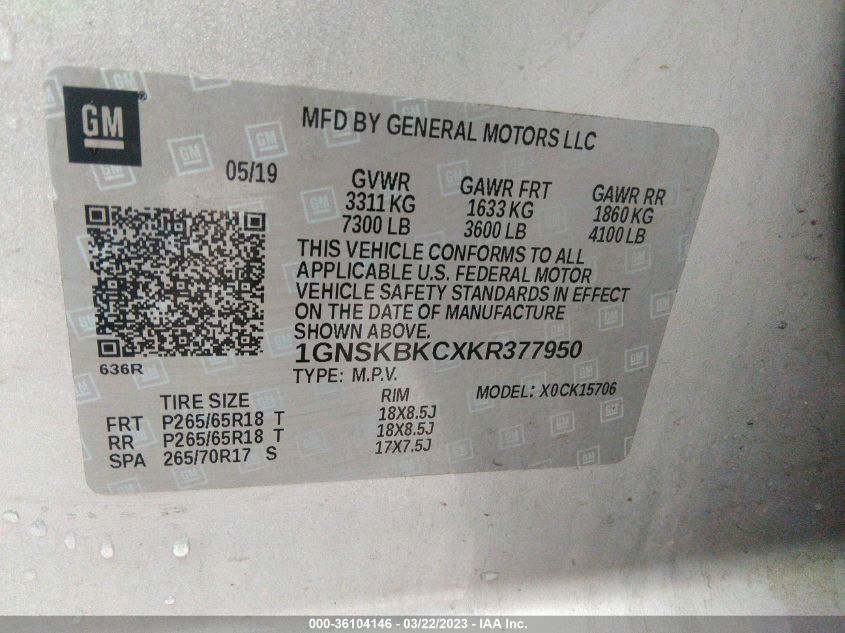 GM
MFD BY GENERAL MOTORS LLC
05/19
GVWR
3311 KG
7300 LB
GAWR FRT
1633 KG
3600 LB
GAWR RR
1860 KG
4100 LB
THIS VEHICLE CONFORMS TO ALL
APPLICABLE U.S. FEDERAL MOTOR
VEHICLE SAFETY STANDARDS IN EFFECT
ON THE DATE OF MANUFACTURE
SHOWN ABOVE.
1GNSKBKCXKR377950
636R
TYPE: M.P.V.
MODEL: X0CK15706
TIRE SIZE RIM
FRT P265/65R18 T 18X8.5J
RR P265/65R18 T 18X8.5J
SPA 265/70R17 S 17X7.5J
000-36104146 - 03/22/2023 - IAA Inc.